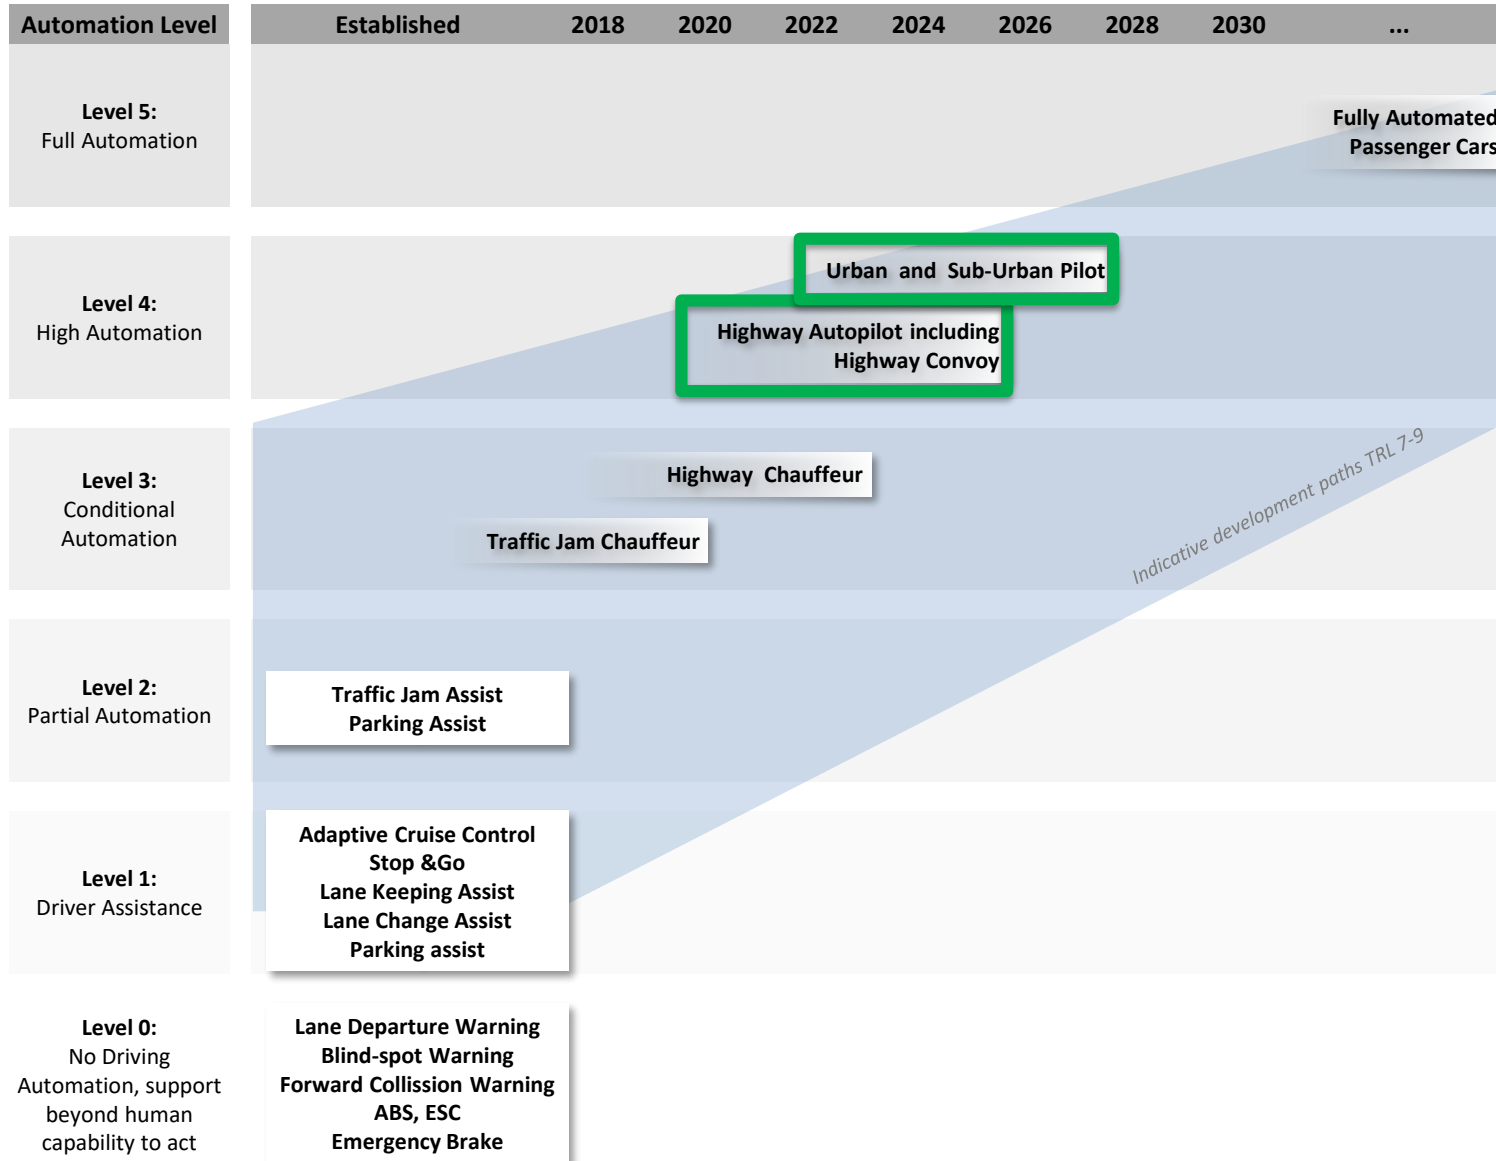 Automation Level
Established 2018 2020 2022 2024 2026 2028 2030 ...
Level 5:
Full Automation
Fully Automated
Passenger Cars
Level 4:
High Automation
Urban and Sub-Urban Pilot
Highway Autopilot including
Highway Convoy
Level 3:
Conditional
Automation
Highway Chauffeur
Traffic Jam Chauffeur
Indicative development paths TRL 7-9
Level 2:
Partial Automation
Traffic Jam Assist
Parking Assist
Level 1:
Driver Assistance
Adaptive Cruise Control
Stop &Go
Lane Keeping Assist
Lane Change Assist
Parking assist
Level 0:
No Driving
Automation, support
beyond human
capability to act
Lane Departure Warning
Blind-spot Warning
Forward Collission Warning
ABS, ESC
Emergency Brake